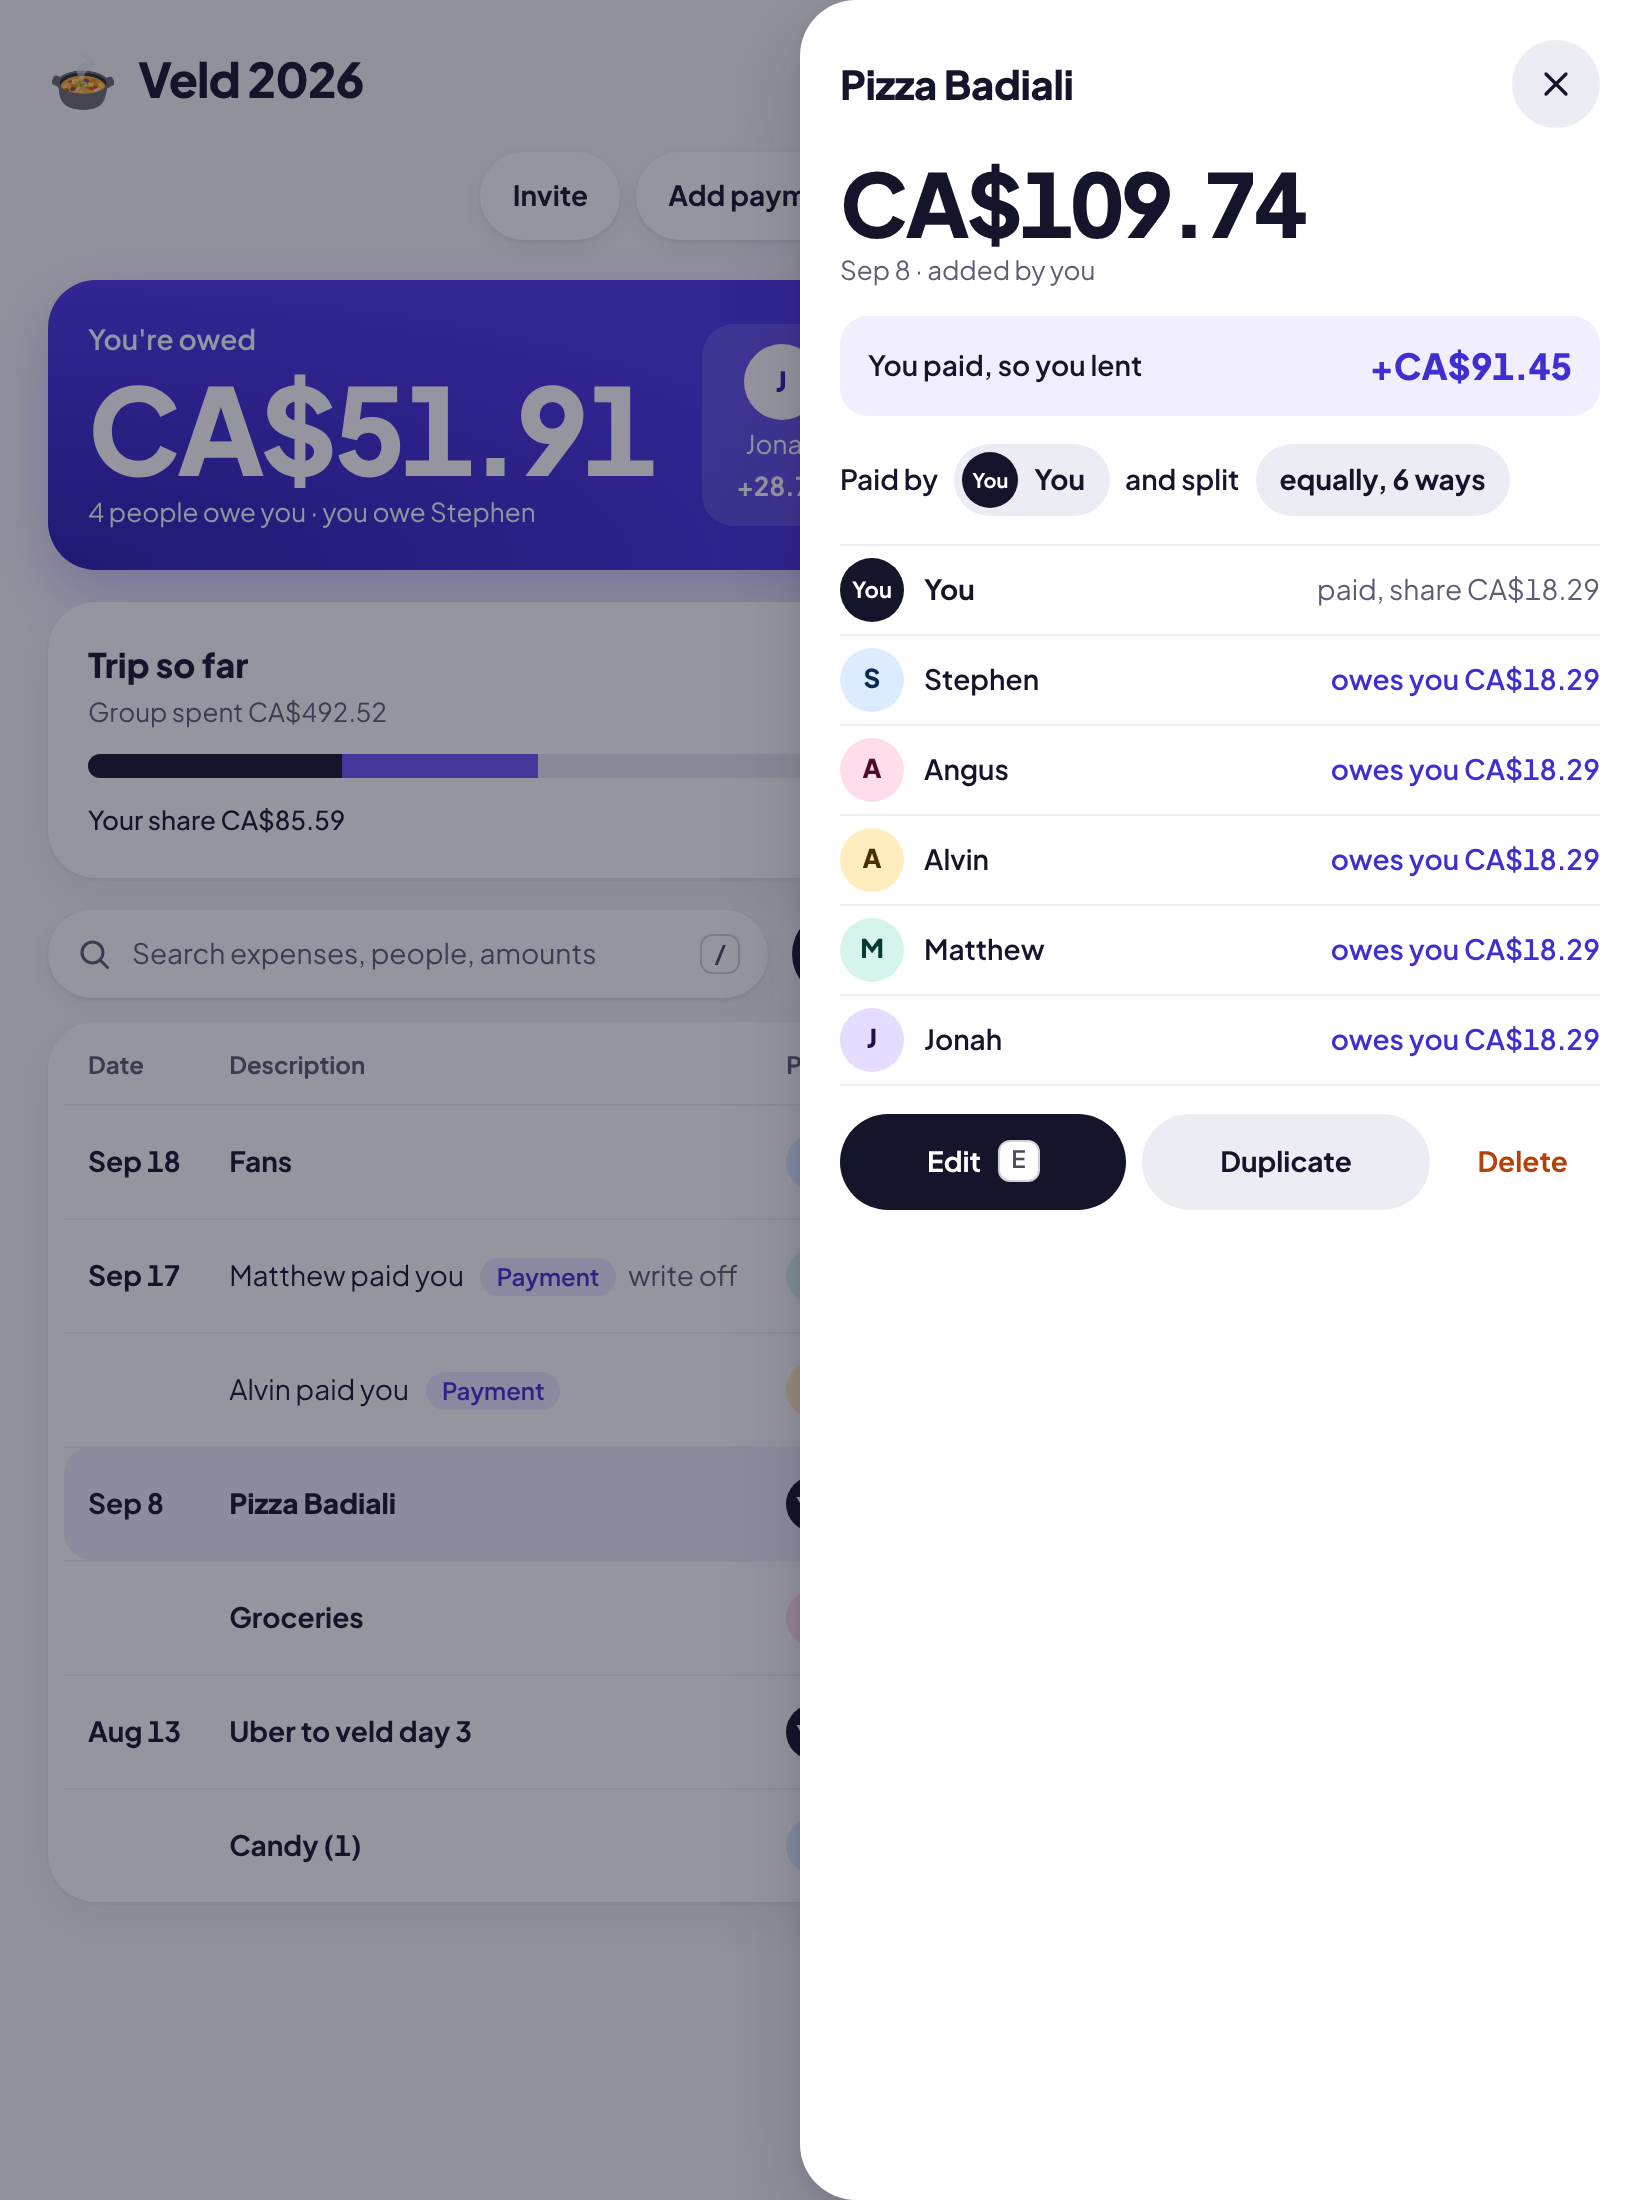 Veld 2026
Invite
Add paym
You're owed
CA$51.91
4 people owe you · you owe Stephen
J
Jona
+28.7
Trip so far
Group spent CA$492.52
Your share CA$85.59
Search expenses, people, amounts
/
Date Description P
Sep 18 Fans
Sep 17 Matthew paid you Payment write off
Alvin paid you Payment
Sep 8 Pizza Badiali
Groceries
Aug 13 Uber to veld day 3
Candy (1)
Pizza Badiali
CA$109.74
Sep 8 · added by you
You paid, so you lent +CA$91.45
Paid by You You and split equally, 6 ways
You You paid, share CA$18.29
S Stephen owes you CA$18.29
A Angus owes you CA$18.29
A Alvin owes you CA$18.29
M Matthew owes you CA$18.29
J Jonah owes you CA$18.29
Edit E Duplicate Delete